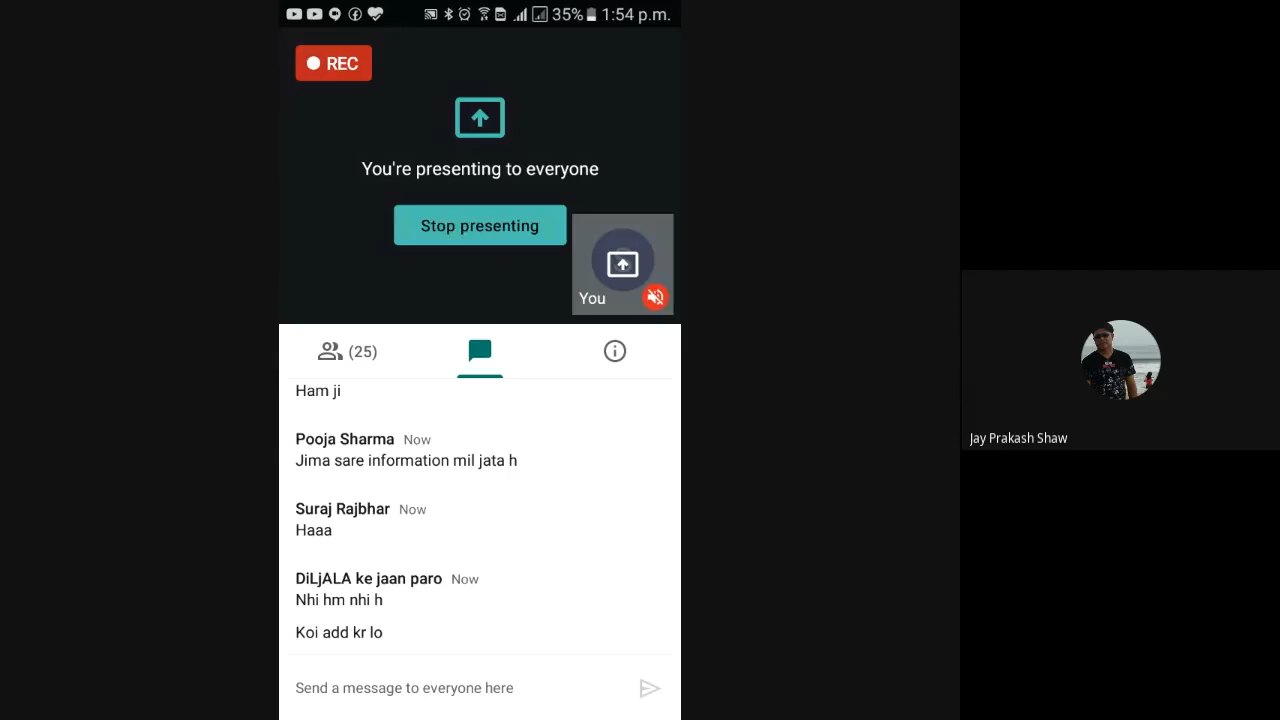 35% 1:54 p.m.
REC
You're presenting to everyone
Stop presenting
You
(25)
Ham ji
Pooja Sharma Now
Jima sare information mil jata h
Suraj Rajbhar Now
Haaa
DiLjALA ke jaan paro Now
Nhi hm nhi h
Koi add kr lo
Send a message to everyone here
Jay Prakash Shaw